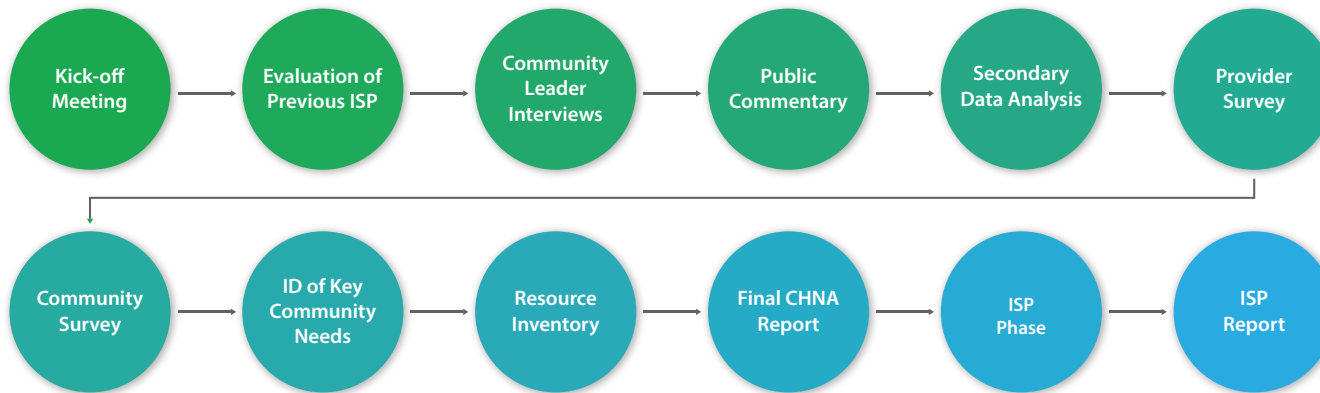 Kick-off
Meeting
Evaluation of
Previous ISP
Community
Leader
Interviews
Public
Commentary
Secondary
Data Analysis
Provider
Survey
Community
Survey
ID of Key
Community
Needs
Resource
Inventory
Final CHNA
Report
ISP
Phase
ISP
Report